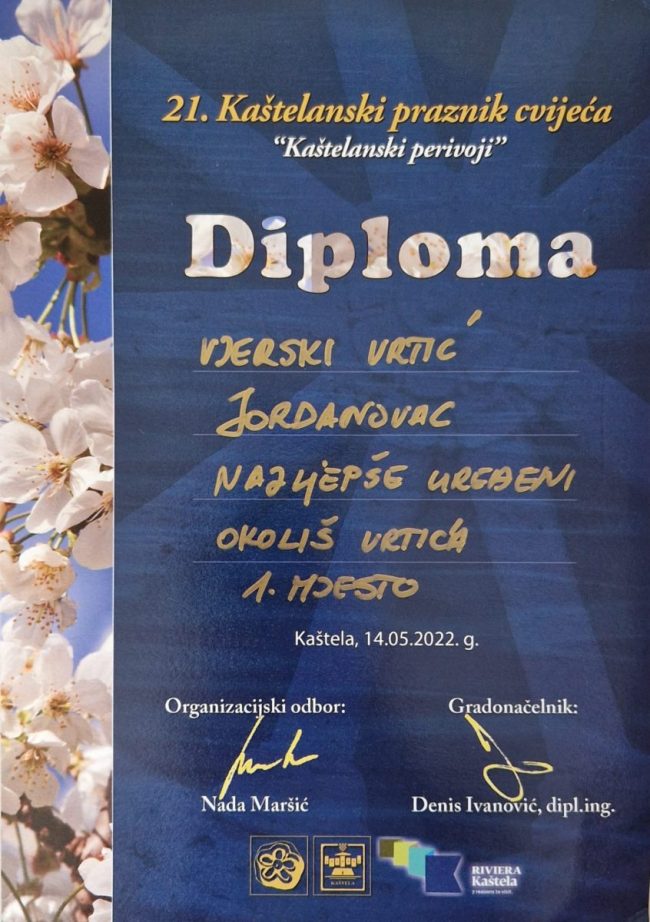 21. Kaštelanski praznik cvijeća
“Kaštelanski perivoji”
Diploma
VJERSKI VRTIĆ
JORDANOVAC
NAJLJEPŠE UREĐENI
OKOLIŠ VRTIĆA
1. MJESTO
Kaštela, 14.05.2022. g.
Organizacijski odbor: Gradonačelnik:
Nada Maršić Denis Ivanović, dipl.ing.
KAŠTELA
RIVIERA
Kaštela